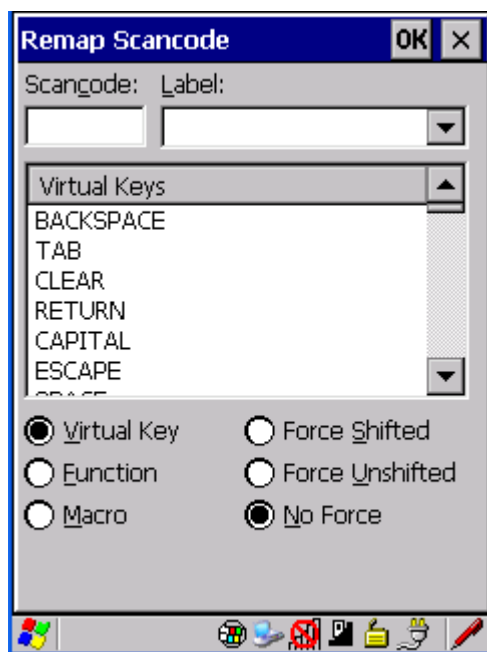 Remap Scancode OK
Scancode: Label:
Virtual Keys
BACKSPACE
TAB
CLEAR
RETURN
CAPITAL
ESCAPE
Virtual Key Force Shifted
Function Force Unshifted
Macro No Force